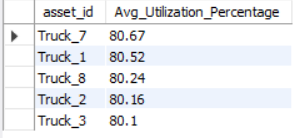 asset_id Avg_Utilization_Percentage
Truck_7 80.67
Truck_1 80.52
Truck_8 80.24
Truck_2 80.16
Truck_3 80.1